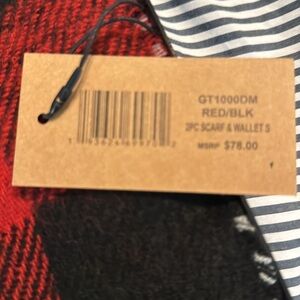 GT1000DM
RED/BLK
2PC SCARF & WALLET S
MSRP $78.00